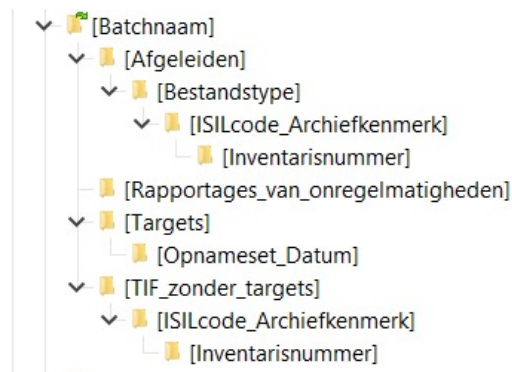 [Batchnaam]
[Afgeleiden]
[Bestandstype]
[ISILcode_Archiefkenmerk]
[Inventarisnummer]
[Rapportages_van_onregelmatigheden]
[Targets]
[Opnameset_Datum]
[TIF_zonder_targets]
[ISILcode_Archiefkenmerk]
[Inventarisnummer]